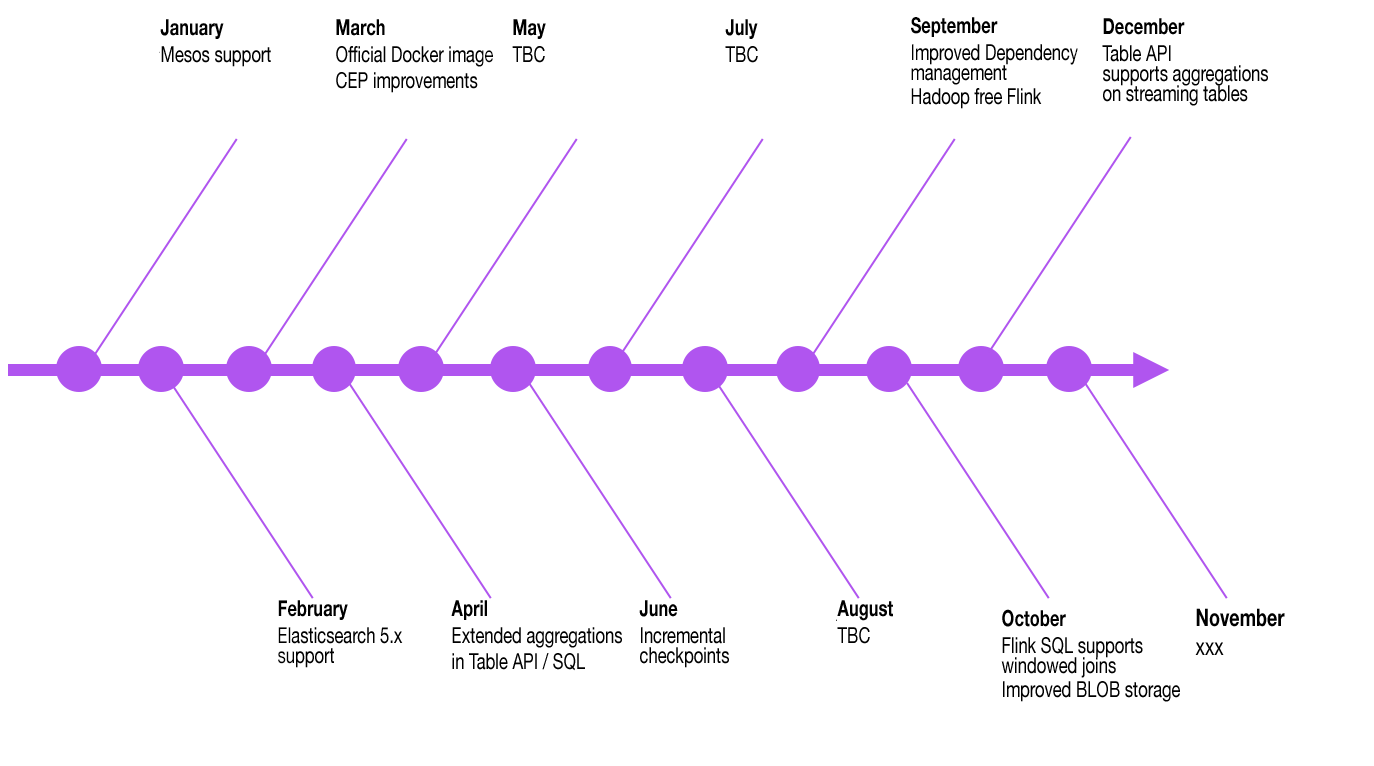 January
Mesos support
March
Official Docker image
CEP improvements
May
TBC
July
TBC
September
Improved Dependency
management
Hadoop free Flink
December
Table API
supports aggregations
on streaming tables
February
Elasticsearch 5.x
support
April
Extended aggregations
in Table API / SQL
June
Incremental
checkpoints
August
TBC
October
Flink SQL supports
windowed joins
Improved BLOB storage
November
xxx